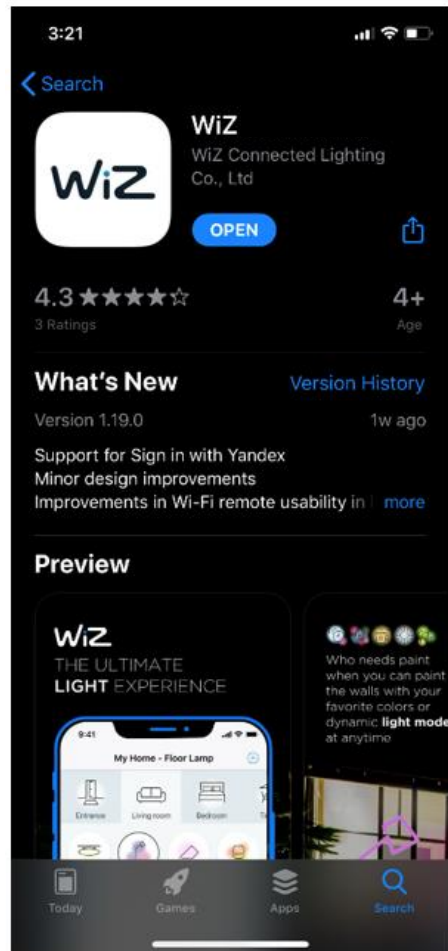 3:21
Search
WiZ
WiZ
WiZ Connected Lighting
Co., Ltd
OPEN
4.3
4+
3 Ratings
Age
What's New
Version History
Version 1.19.0
1w ago
Support for Sign in with Yandex
Minor design improvements
Improvements in Wi-Fi remote usability in
more
Preview
WiZ
THE ULTIMATE
LIGHT EXPERIENCE
9:41
My Home - Floor Lamp
Entrance
Living room
Bedroom
Who needs paint
when you can paint
the walls with your
favorite colors or
dynamic light mode
at anytime
Today
Games
Apps
Search